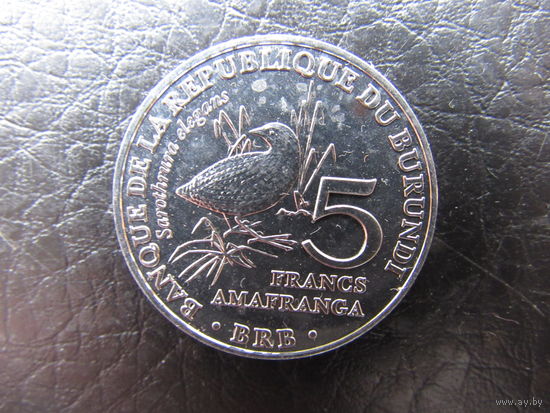 BANQUE DE LA REPUBLIQUE DU BURUNDI
Sarothrura elegans
5
FRANCS
AMAFRANGA
· BRB ·
www.ay.by